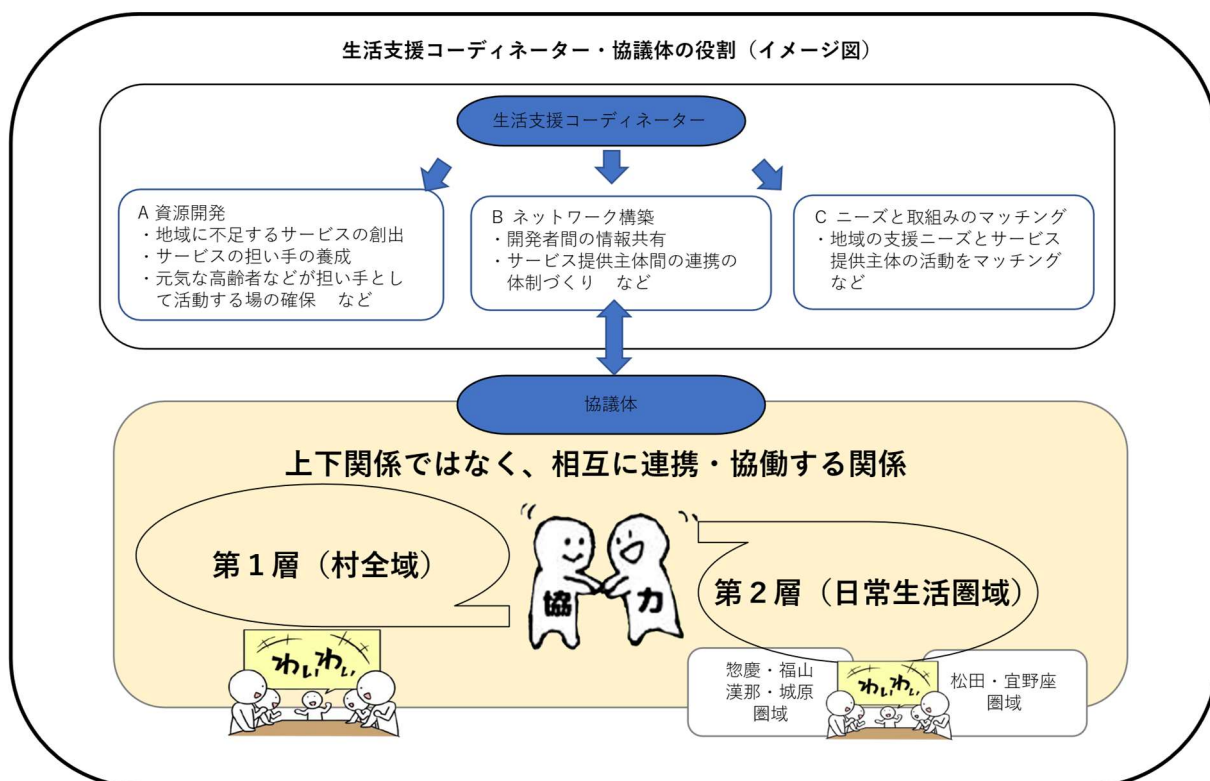 生活支援コーディネーター・協議体の役割（イメージ図）
生活支援コーディネーター
A 資源開発
・地域に不足するサービスの創出
・サービスの担い手の養成
・元気な高齢者などが担い手とし
て活動する場の確保　など
B ネットワーク構築
・開発者間の情報共有
・サービス提供主体間の連携の
体制づくり　など
C ニーズと取組みのマッチング
・地域の支援ニーズとサービス
提供主体の活動をマッチング
など
協議体
上下関係ではなく、相互に連携・協働する関係
第１層（村全域）
協力
第２層（日常生活圏域）
わいわい
惣慶・福山
漢那・城原
圏域
わいわい
松田・宜野座
圏域